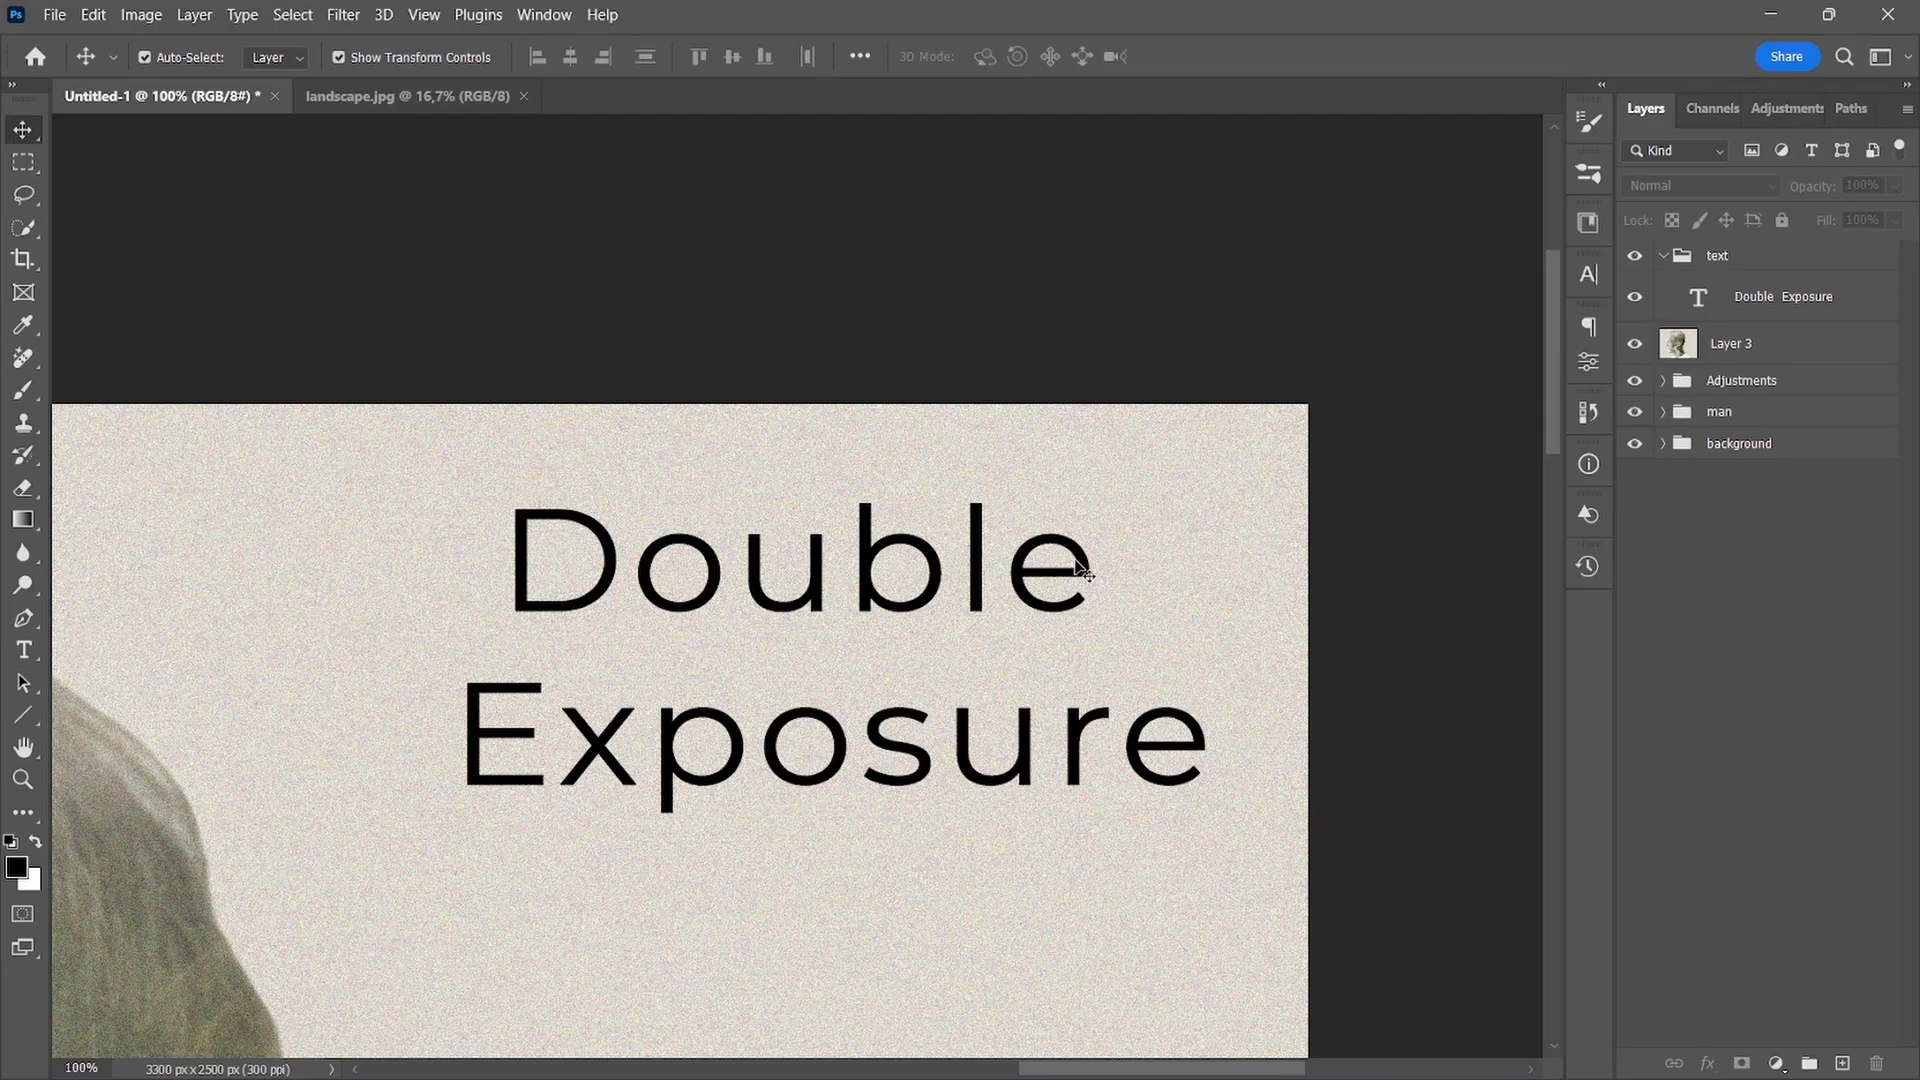 Ps File Edit Image Layer Type Select Filter 3D View Plugins Window Help
Auto-Select: Layer Show Transform Controls ••• 3D Mode: Share
Untitled-1 @ 100% (RGB/8#) * × landscape.jpg @ 16,7% (RGB/8) ×
Layers Channels Adjustments Paths
Kind
Normal Opacity: 100%
Lock: Fill: 100%
text
T Double Exposure
Layer 3
Adjustments
man
background
Double
Exposure
100% 3300 px x 2500 px (300 ppi)
fx